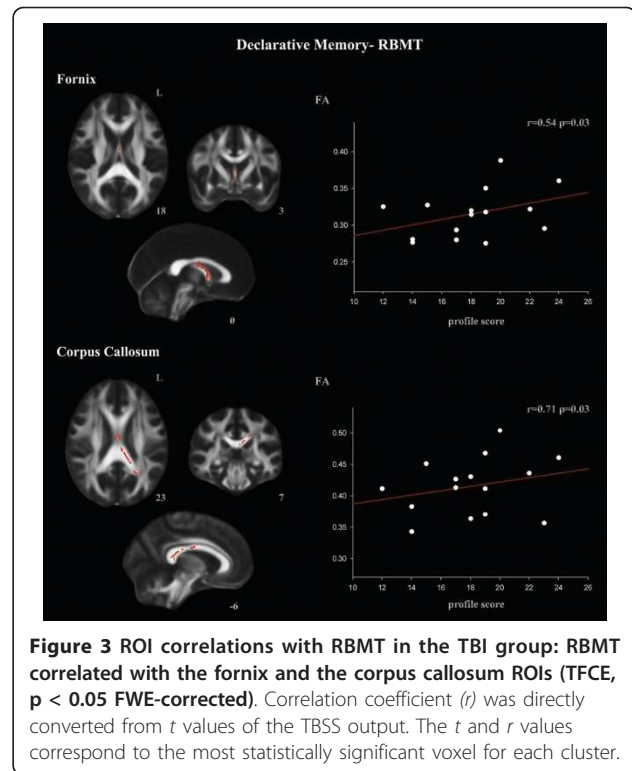 Declarative Memory- RBMT
Fornix
L
18
3
0
FA
r=0.54 p=0.03
0.40
0.35
0.30
0.25
10 12 14 16 18 20 22 24 26
profile score
Corpus Callosum
L
23
7
-6
FA
r=0.71 p=0.03
0.50
0.45
0.40
0.35
0.30
10 12 14 16 18 20 22 24 26
profile score
Figure 3 ROI correlations with RBMT in the TBI group: RBMT
correlated with the fornix and the corpus callosum ROIs (TFCE,
p < 0.05 FWE-corrected). Correlation coefficient (r) was directly
converted from t values of the TBSS output. The t and r values
correspond to the most statistically significant voxel for each cluster.